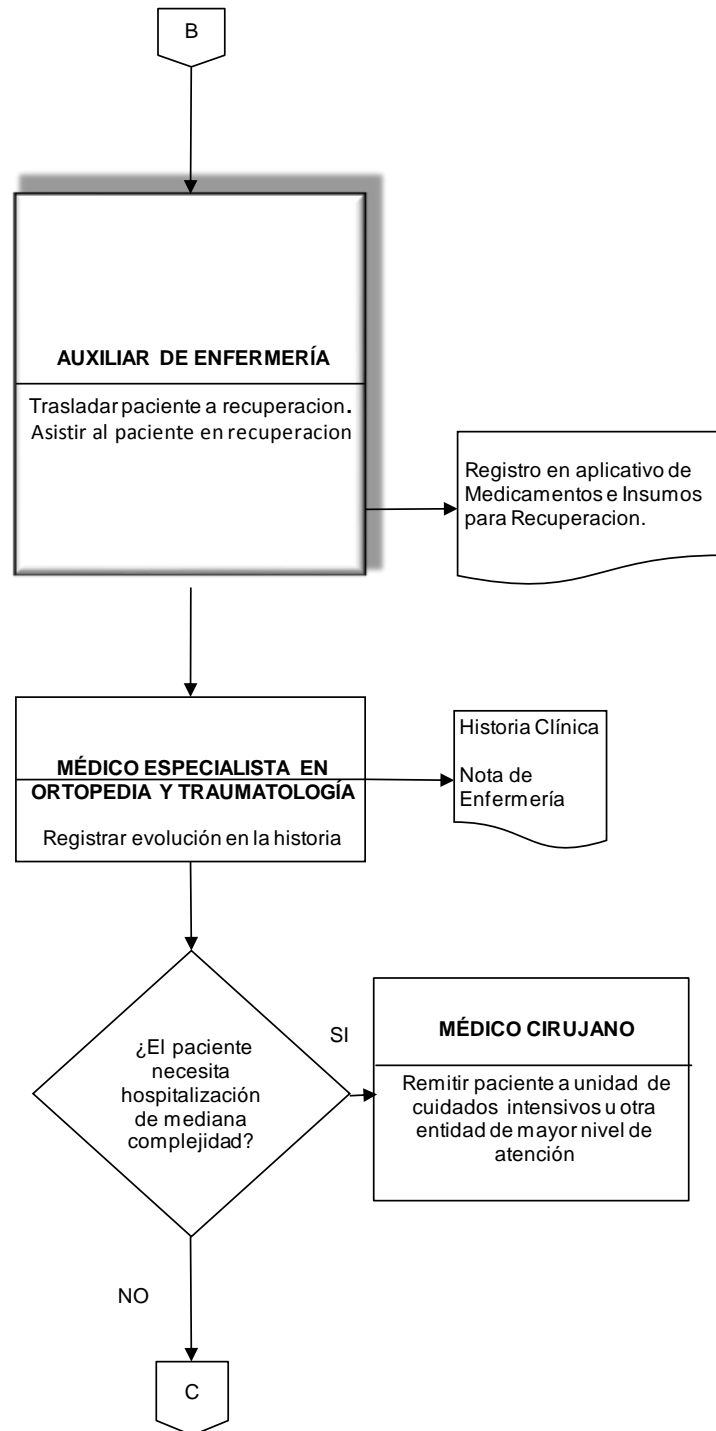 B
AUXILIAR DE ENFERMERÍA
Trasladar paciente a recuperacion.
Asistir al paciente en recuperacion
Registro en aplicativo de
Medicamentos e Insumos
para Recuperacion.
MÉDICO ESPECIALISTA EN
ORTOPEDIA Y TRAUMATOLOGÍA
Registrar evolución en la historia
Historia Clínica
Nota de
Enfermería
¿El paciente
necesita
hospitalización
de mediana
complejidad?
SI
MÉDICO CIRUJANO
Remitir paciente a unidad de
cuidados intensivos u otra
entidad de mayor nivel de
atención
NO
C